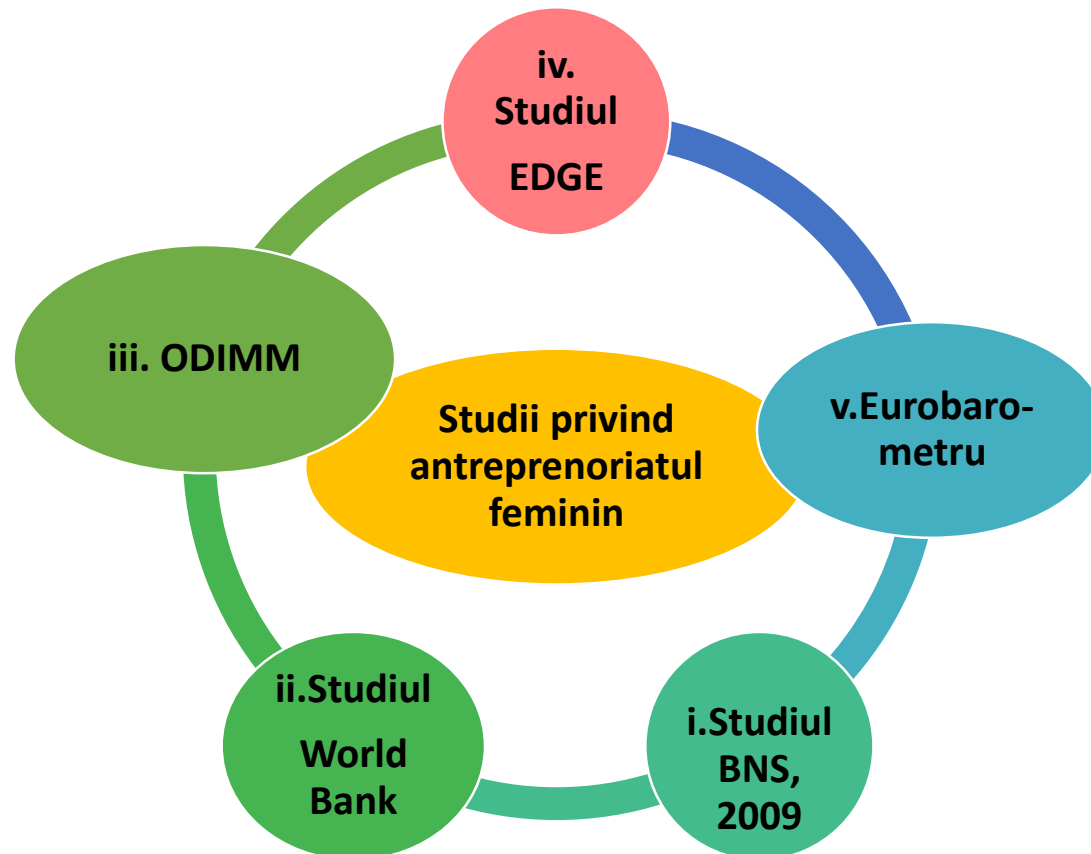 iv.
Studiul
EDGE
iii. ODIMM
Studii privind
antreprenoriatul
feminin
v.Eurobaro-
metru
ii.Studiul
World
Bank
i.Studiul
BNS,
2009